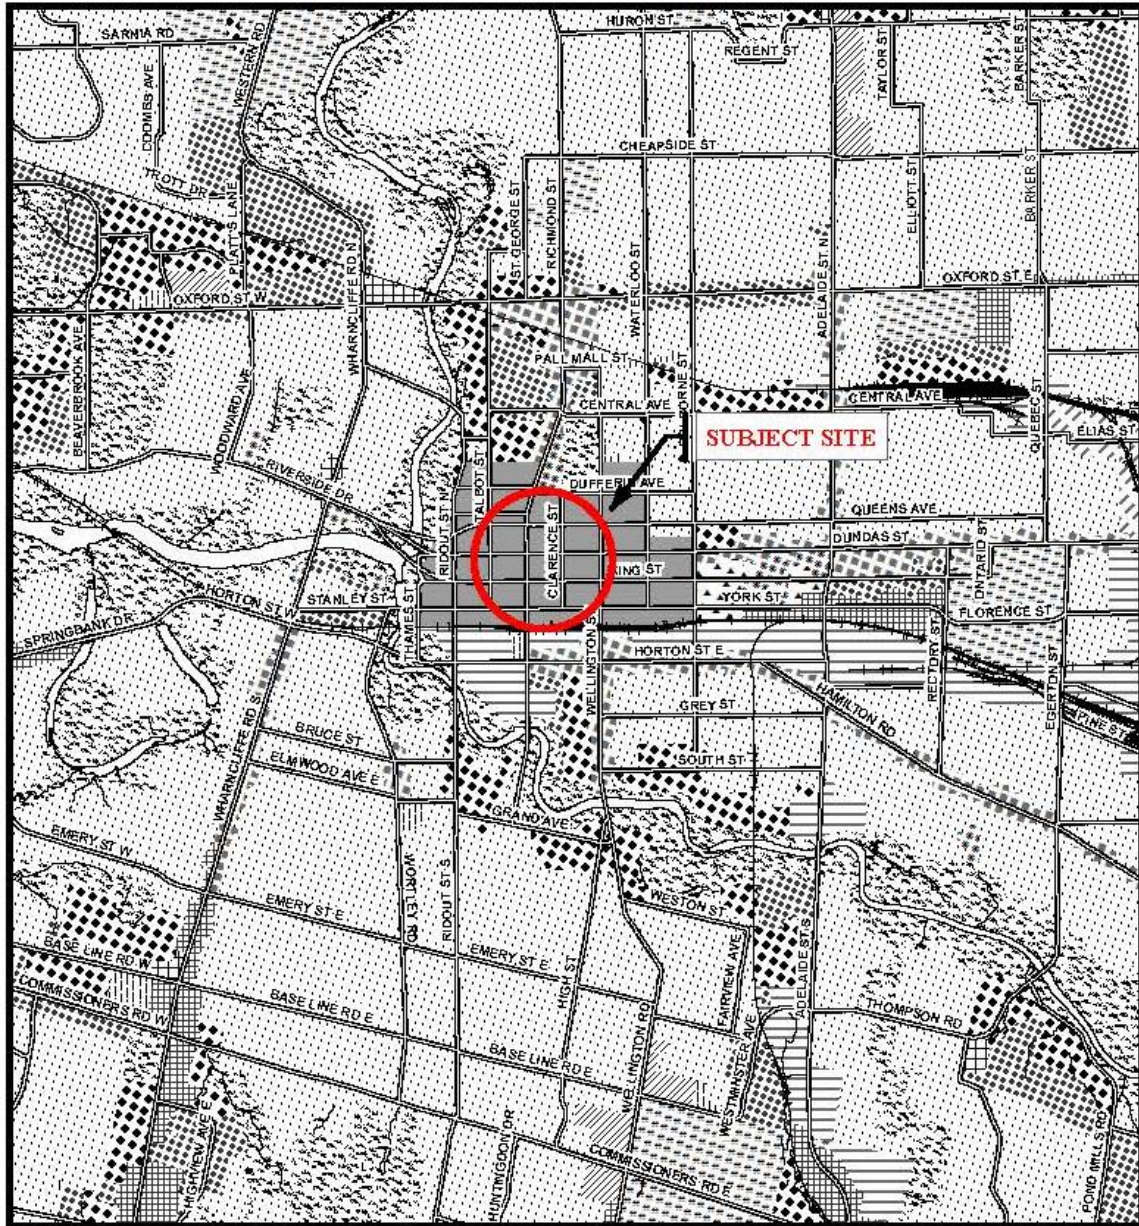 HURON ST
SARNIA RD
WESTERN RD
REGENT ST
TAYLOR ST
BARKER ST
COOMBS AVE
CHEAPSIDE ST
TROTT DR
PLATT'S LANE
ST. GEORGE ST
RICHMOND ST
ELLIOTT ST
BARKER ST
WATERLOO ST
ADELAIDE ST N
OXFORD ST E
OXFORD ST W
WHARNCLIFFE RD N
BEAVERBROOK AVE
WOODWARD AVE
PALL MALL ST
CENTRAL AVE
CENTRAL AVE
ORNE ST
QUEBEC ST
ELIAS ST
SUBJECT SITE
RIVERSIDE DR
TALBOT ST
RIDOUT ST N
DUFFERIN AVE
CLARENCE ST
QUEENS AVE
DUNDAS ST
KING ST
ONTARIO ST
YORK ST
FLORENCE ST
HORTON ST W
STANLEY ST
THAMES ST
SPRINGBANK DR
HORTON ST E
WELLINGTON S
RECTORY ST
EGERTON ST
HAMILTON RD
PINE ST
GREY ST
WHARNCLIFFE RD S
BRUCE ST
ELMWOOD AVE E
SOUTH ST
GRAND AVE
EMERY ST W
EMERY ST E
WORTLEY RD
RIDOUT ST S
WESTON ST
EMERY ST E
HIGH ST
FAIRVIEW AVE
ADELAIDE ST S
BASE LINE RD W
COMMISSIONERS RD W
BASE LINE RD E
BASE LINE RD E
WELLINGTON RD
WESTMINSTER AVE
THOMPSON RD
HIGHVIEW AVE E
HUNTINGDON DR
COMMISSIONERS RD E
POND MILLS RD